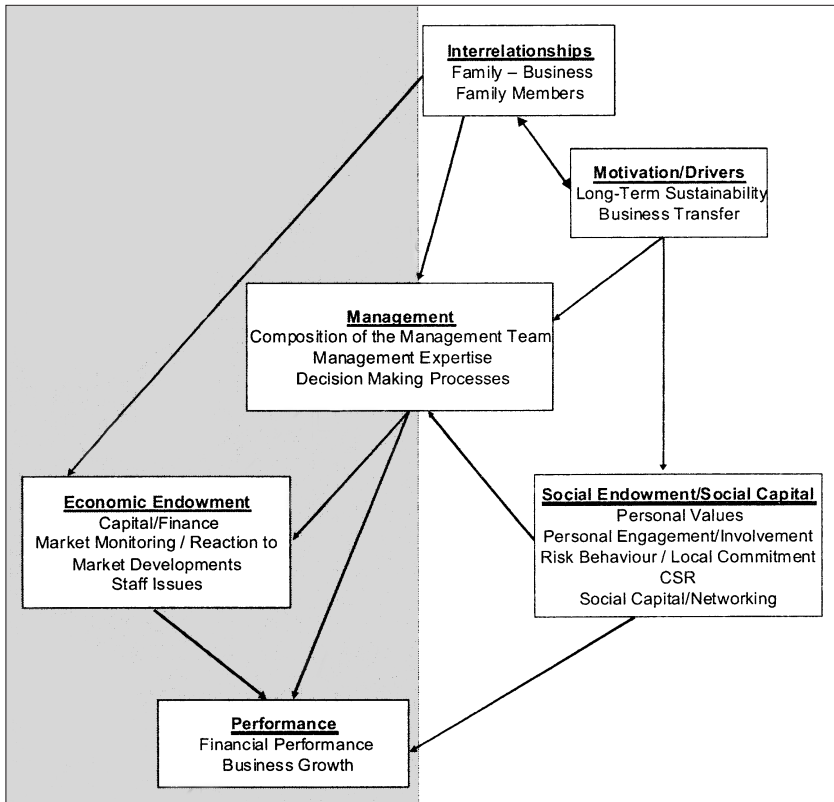 Interrelationships
Family – Business
Family Members
Motivation/Drivers
Long-Term Sustainability
Business Transfer
Management
Composition of the Management Team
Management Expertise
Decision Making Processes
Economic Endowment
Capital/Finance
Market Monitoring / Reaction to
Market Developments
Staff Issues
Social Endowment/Social Capital
Personal Values
Personal Engagement/Involvement
Risk Behaviour / Local Commitment
CSR
Social Capital/Networking
Performance
Financial Performance
Business Growth